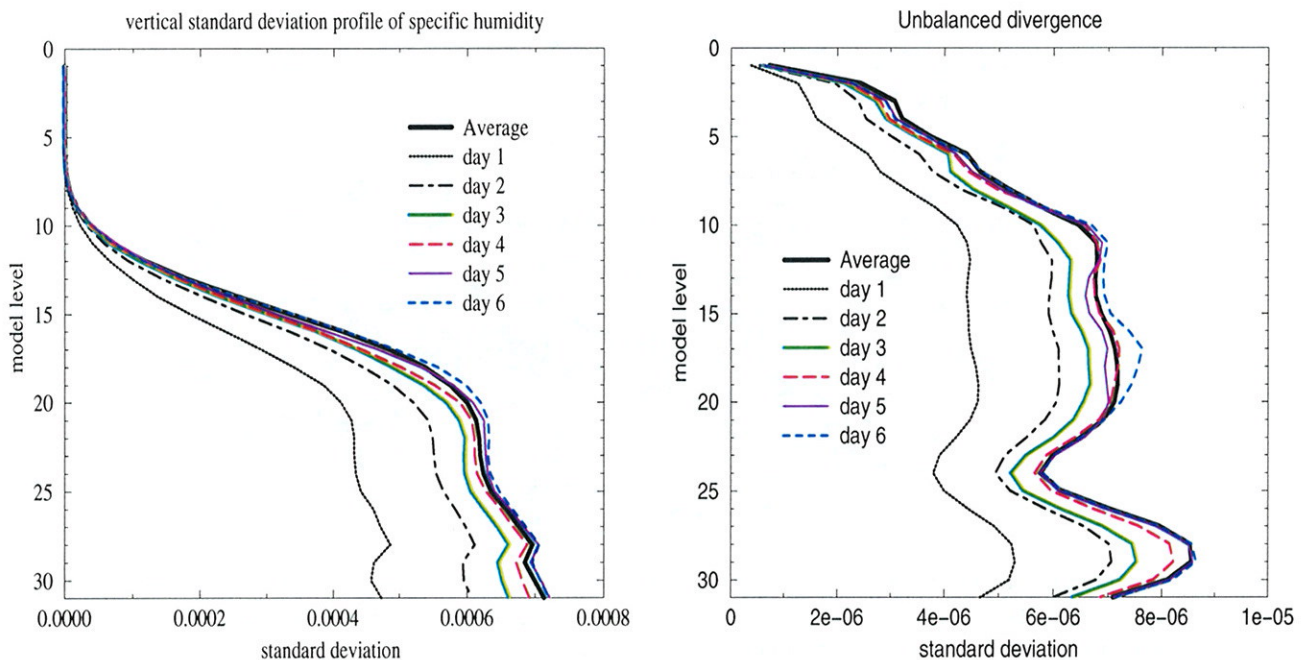 vertical standard deviation profile of specific humidity
0
5
10
15
20
25
30
model level
Average
day 1
day 2
day 3
day 4
day 5
day 6
0.0000
0.0002
0.0004
0.0006
0.0008
standard deviation
Unbalanced divergence
0
5
10
15
20
25
30
model level
Average
day 1
day 2
day 3
day 4
day 5
day 6
0
2e−06
4e−06
6e−06
8e−06
1e−05
standard deviation